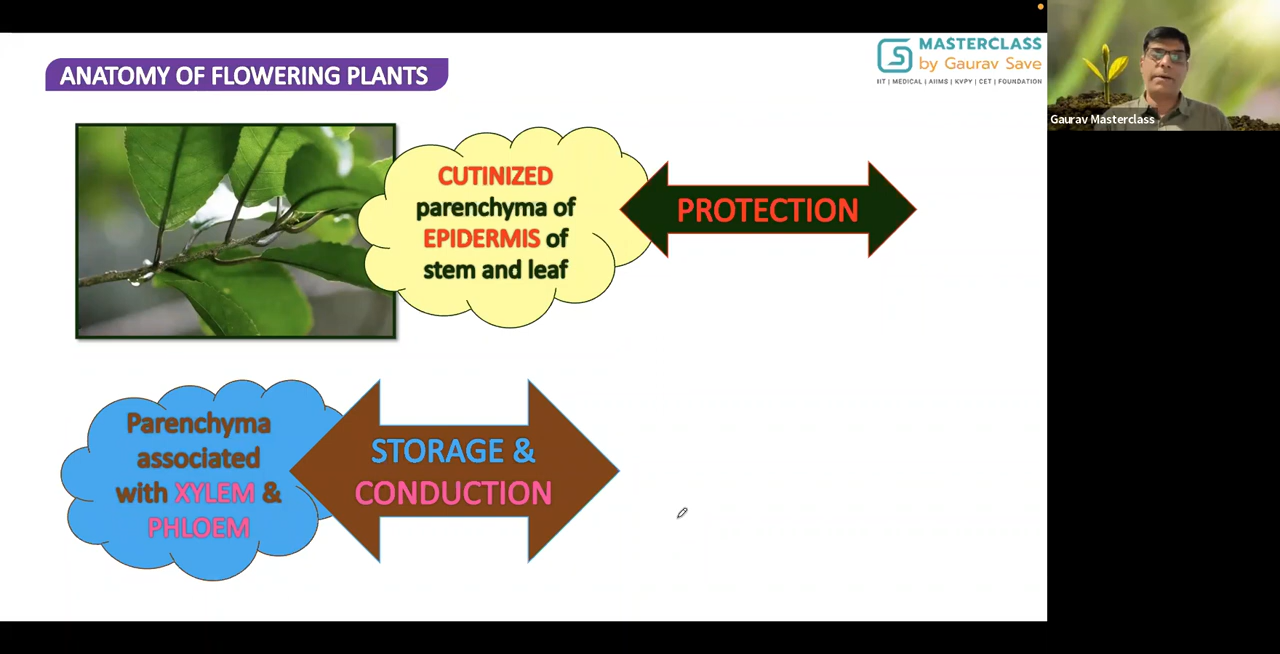 ANATOMY OF FLOWERING PLANTS
MASTERCLASS
by Gaurav Save
IIT | MEDICAL | AIIMS | KVPY | CET | FOUNDATION
Gaurav Masterclass
CUTINIZED
parenchyma of
EPIDERMIS of
stem and leaf
PROTECTION
Parenchyma
associated
with XYLEM &
PHLOEM
STORAGE &
CONDUCTION